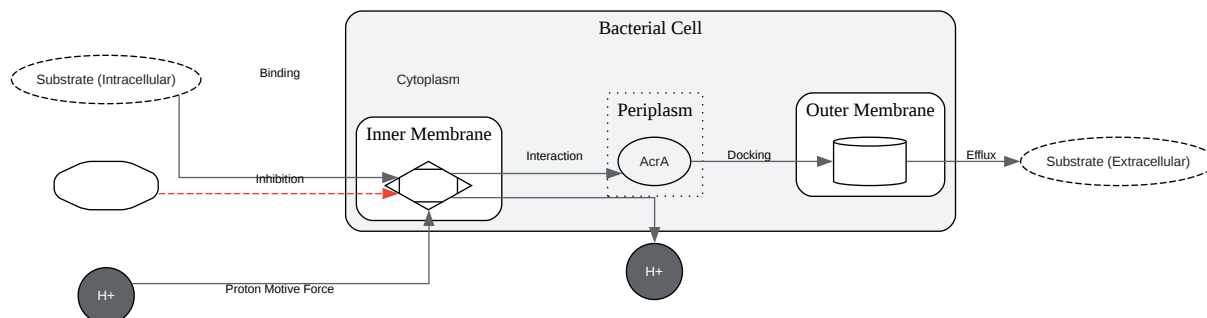 Bacterial Cell
Binding
Substrate (Intracellular)
Cytoplasm
Periplasm
Outer Membrane
Inner Membrane
Interaction
AcrA
Docking
Efflux
Substrate (Extracellular)
Inhibition
H+
Proton Motive Force
H+